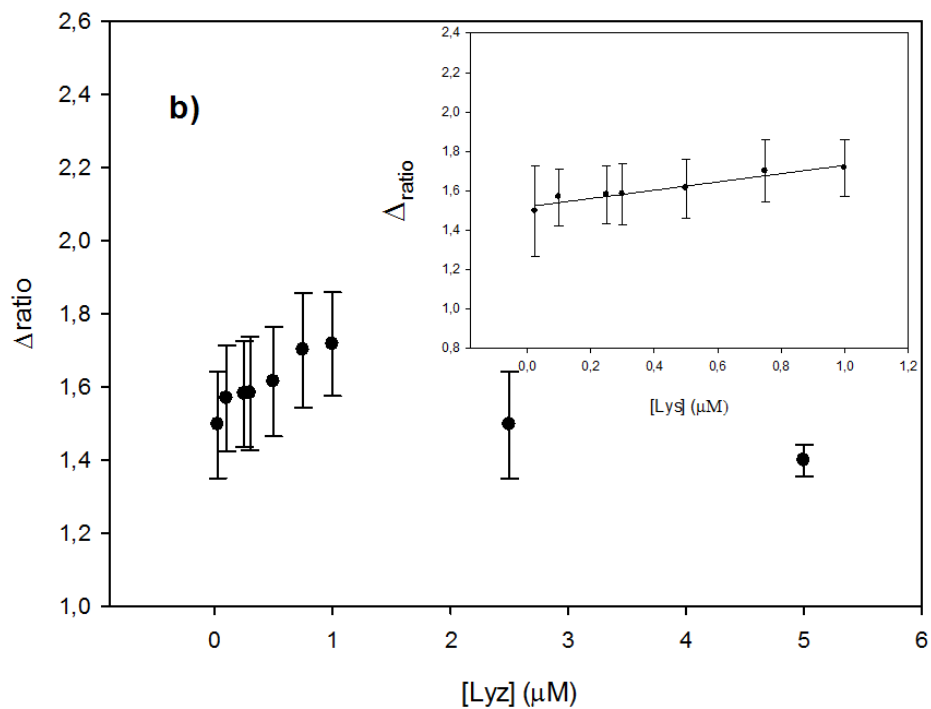 b)
2,6
2,4
2,2
2,0
1,8
1,6
1,4
1,2
1,0
Δratio
0 1 2 3 4 5 6
[Lyz] (μM)
2,4
2,2
2,0
1,8
1,6
1,4
1,2
1,0
0,8
Δratio
0,0 0,2 0,4 0,6 0,8 1,0 1,2
[Lys] (μM)